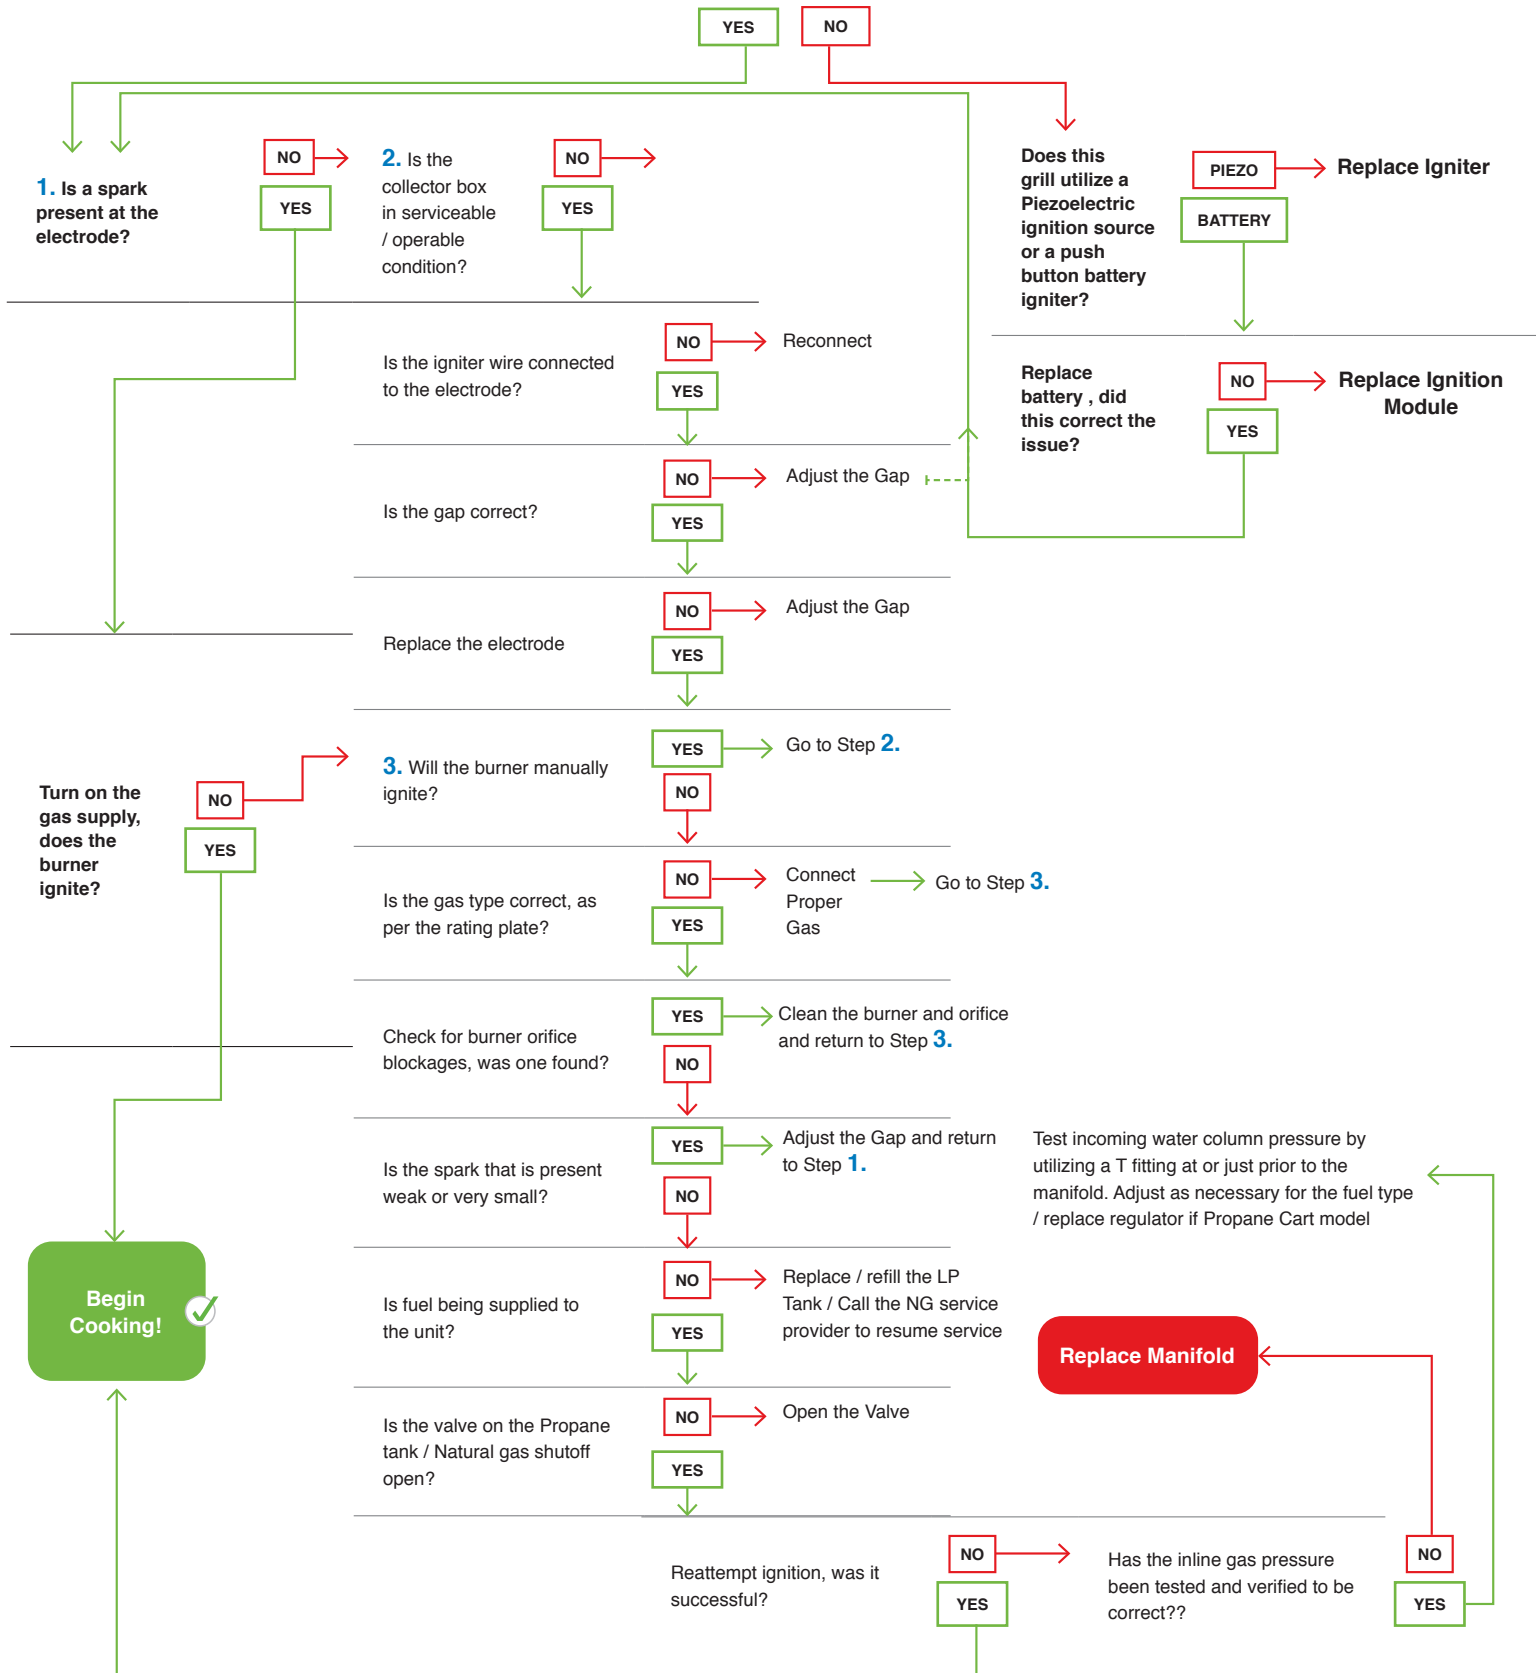 YES
NO
1. Is a spark
present at the
electrode?
NO
YES
2. Is the
collector box
in serviceable
/ operable
condition?
NO
YES
Does this
grill utilize a
Piezoelectric
ignition source
or a push
button battery
igniter?
PIEZO
Replace Igniter
BATTERY
Is the igniter wire connected
to the electrode?
NO
Reconnect
YES
Replace
battery , did
this correct the
issue?
NO
Replace Ignition
Module
YES
Is the gap correct?
NO
Adjust the Gap
YES
Replace the electrode
NO
Adjust the Gap
YES
Turn on the
gas supply,
does the
burner
ignite?
NO
YES
3. Will the burner manually
ignite?
YES
Go to Step 2.
NO
Is the gas type correct, as
per the rating plate?
NO
Connect
Proper
Gas
Go to Step 3.
YES
Check for burner orifice
blockages, was one found?
YES
Clean the burner and orifice
and return to Step 3.
NO
Is the spark that is present
weak or very small?
YES
Adjust the Gap and return
to Step 1.
NO
Test incoming water column pressure by
utilizing a T fitting at or just prior to the
manifold. Adjust as necessary for the fuel type
/ replace regulator if Propane Cart model
Begin
Cooking!
Is fuel being supplied to
the unit?
NO
Replace / refill the LP
Tank / Call the NG service
provider to resume service
YES
Replace Manifold
Is the valve on the Propane
tank / Natural gas shutoff
open?
NO
Open the Valve
YES
Reattempt ignition, was it
successful?
NO
YES
Has the inline gas pressure
been tested and verified to be
correct??
NO
YES